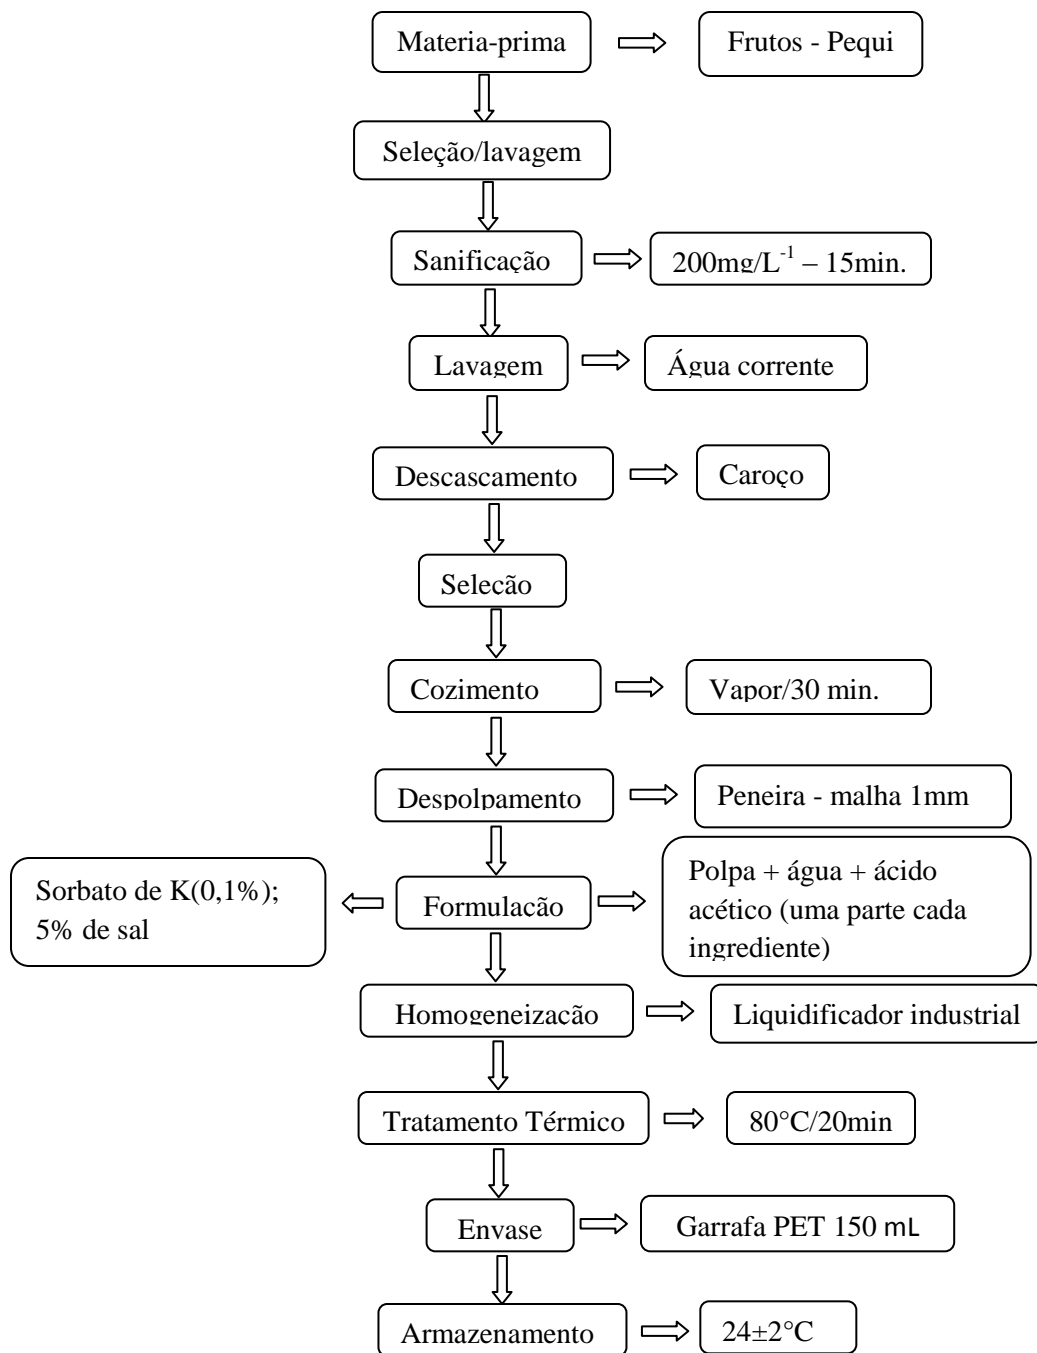 Materia-prima
Frutos - Pequi
Seleção/lavagem
Sanificação
200mg/L⁻¹ – 15min.
Lavagem
Água corrente
Descascamento
Caroço
Seleção
Cozimento
Vapor/30 min.
Despolpamento
Peneira - malha 1mm
Sorbato de K(0,1%);
5% de sal
Formulação
Polpa + água + ácido
acético (uma parte cada
ingrediente)
Homogeneização
Liquidificador industrial
Tratamento Térmico
80°C/20min
Envase
Garrafa PET 150 mL
Armazenamento
24±2°C